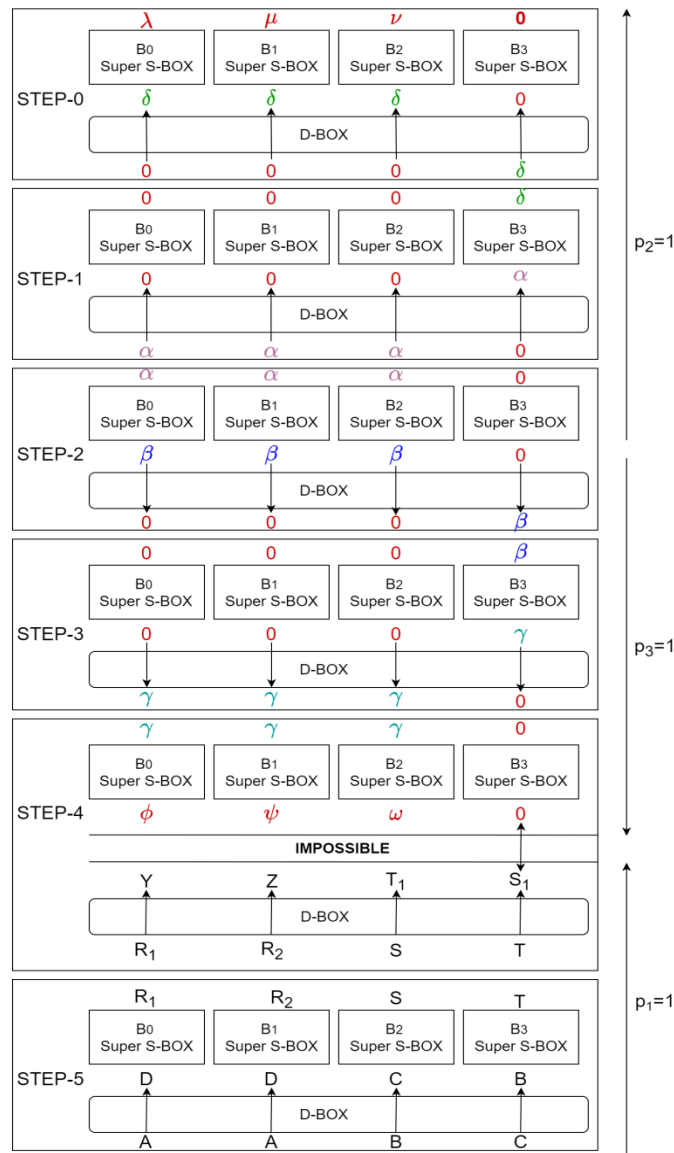 λ μ ν 0
B0 Super S-BOX B1 Super S-BOX B2 Super S-BOX B3 Super S-BOX
STEP-0
δ δ δ 0
D-BOX
0 0 0 δ
0 0 0 δ
B0 Super S-BOX B1 Super S-BOX B2 Super S-BOX B3 Super S-BOX
p2=1
STEP-1
0 0 0 α
D-BOX
α α α 0
α α α 0
B0 Super S-BOX B1 Super S-BOX B2 Super S-BOX B3 Super S-BOX
STEP-2
β β β 0
D-BOX
0 0 0 β
0 0 0 β
B0 Super S-BOX B1 Super S-BOX B2 Super S-BOX B3 Super S-BOX
STEP-3
0 0 0 γ
p3=1
D-BOX
γ γ γ 0
γ γ γ 0
B0 Super S-BOX B1 Super S-BOX B2 Super S-BOX B3 Super S-BOX
STEP-4
ϕ ψ ω 0
IMPOSSIBLE
Y Z T1 S1
D-BOX
R1 R2 S T
R1 R2 S T
p1=1
B0 Super S-BOX B1 Super S-BOX B2 Super S-BOX B3 Super S-BOX
STEP-5
D D C B
D-BOX
A A B C